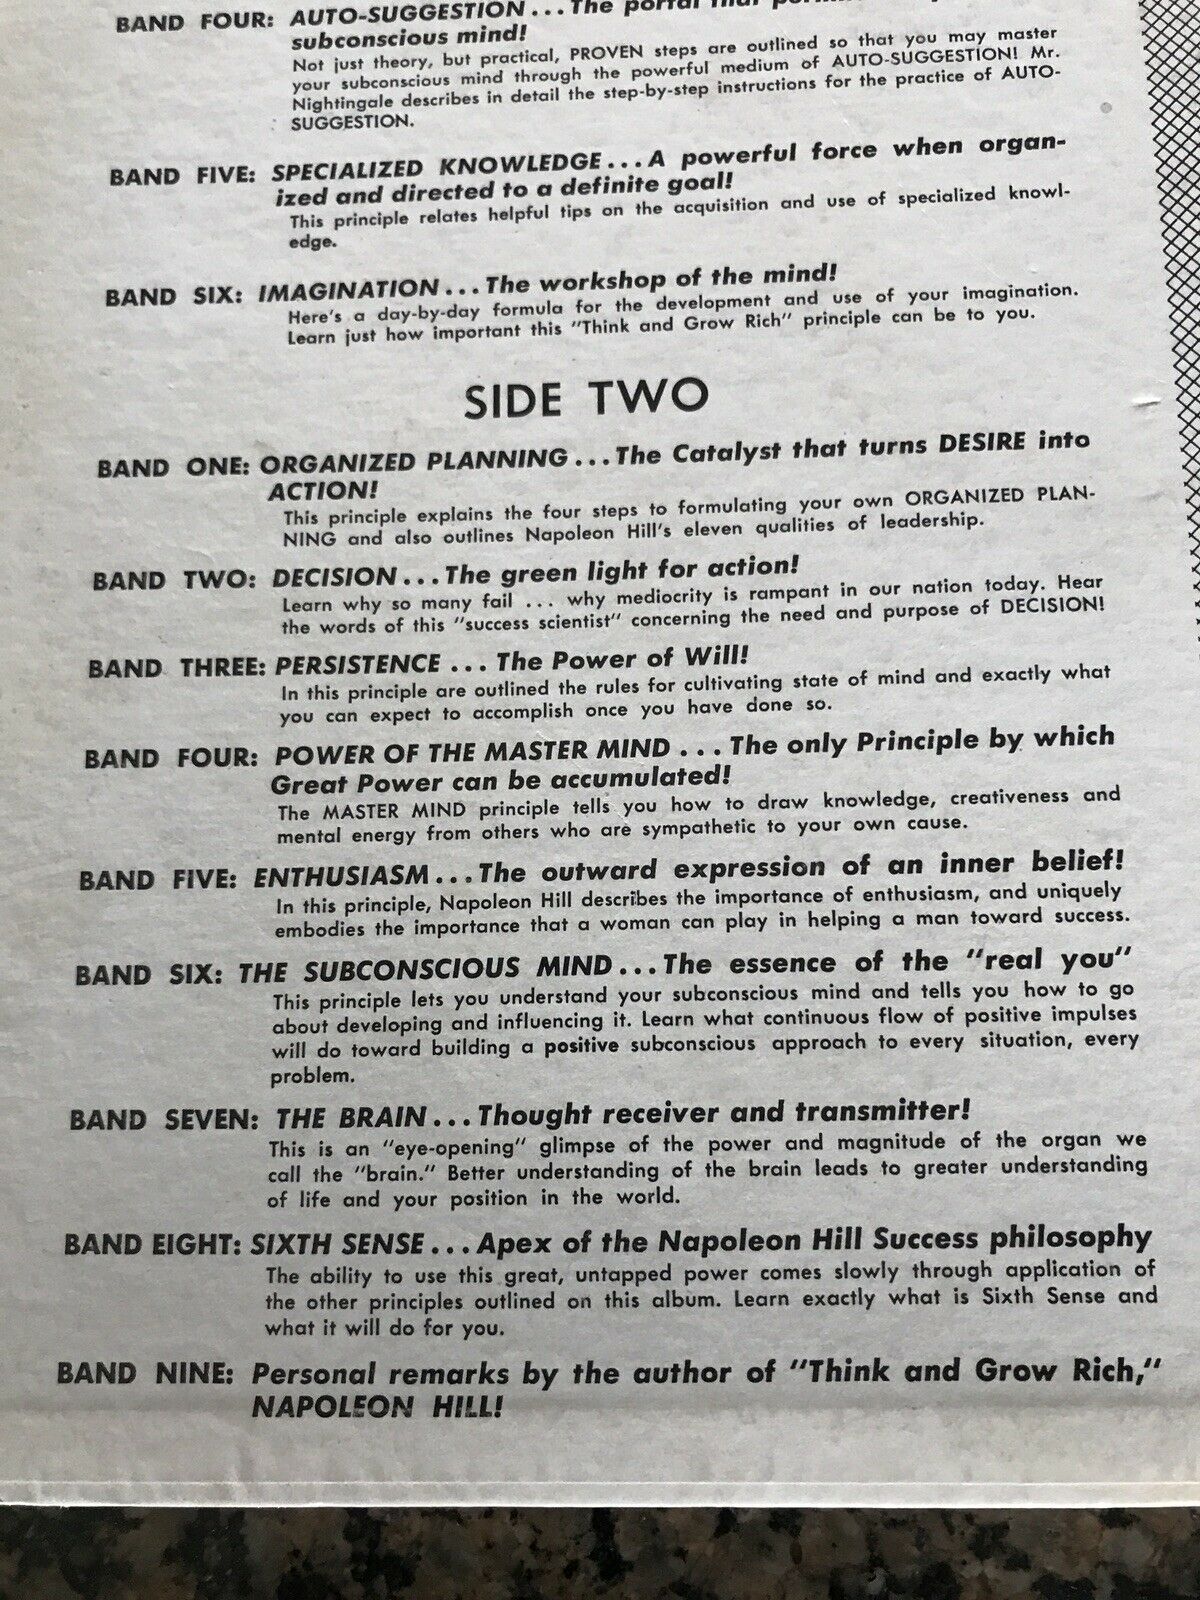 BAND FOUR: AUTO-SUGGESTION... The portal that
subconscious mind!
Not just theory, but practical, PROVEN steps are outlined so that you may master
your subconscious mind through the powerful medium of AUTO-SUGGESTION! Mr.
Nightingale describes in detail the step-by-step instructions for the practice of AUTO-
SUGGESTION.
BAND FIVE: SPECIALIZED KNOWLEDGE... A powerful force when organ-
ized and directed to a definite goal!
This principle relates helpful tips on the acquisition and use of specialized knowl-
edge.
BAND SIX: IMAGINATION... The workshop of the mind!
Here's a day-by-day formula for the development and use of your imagination.
Learn just how important this "Think and Grow Rich" principle can be to you.
SIDE TWO
BAND ONE: ORGANIZED PLANNING... The Catalyst that turns DESIRE into
ACTION!
This principle explains the four steps to formulating your own ORGANIZED PLAN-
NING and also outlines Napoleon Hill's eleven qualities of leadership.
BAND TWO: DECISION... The green light for action!
Learn why so many fail ... why mediocrity is rampant in our nation today. Hear
the words of this "success scientist" concerning the need and purpose of DECISION!
BAND THREE: PERSISTENCE ... The Power of Will!
In this principle are outlined the rules for cultivating state of mind and exactly what
you can expect to accomplish once you have done so.
BAND FOUR: POWER OF THE MASTER MIND ... The only Principle by which
Great Power can be accumulated!
The MASTER MIND principle tells you how to draw knowledge, creativeness and
mental energy from others who are sympathetic to your own cause.
BAND FIVE: ENTHUSIASM... The outward expression of an inner belief!
In this principle, Napoleon Hill describes the importance of enthusiasm, and uniquely
embodies the importance that a woman can play in helping a man toward success.
BAND SIX: THE SUBCONSCIOUS MIND... The essence of the "real you"
This principle lets you understand your subconscious mind and tells you how to go
about developing and influencing it. Learn what continuous flow of positive impulses
will do toward building a positive subconscious approach to every situation, every
problem.
BAND SEVEN: THE BRAIN... Thought receiver and transmitter!
This is an "eye-opening" glimpse of the power and magnitude of the organ we
call the "brain." Better understanding of the brain leads to greater understanding
of life and your position in the world.
BAND EIGHT: SIXTH SENSE... Apex of the Napoleon Hill Success philosophy
The ability to use this great, untapped power comes slowly through application of
the other principles outlined on this album. Learn exactly what is Sixth Sense and
what it will do for you.
BAND NINE: Personal remarks by the author of "Think and Grow Rich,"
NAPOLEON HILL!